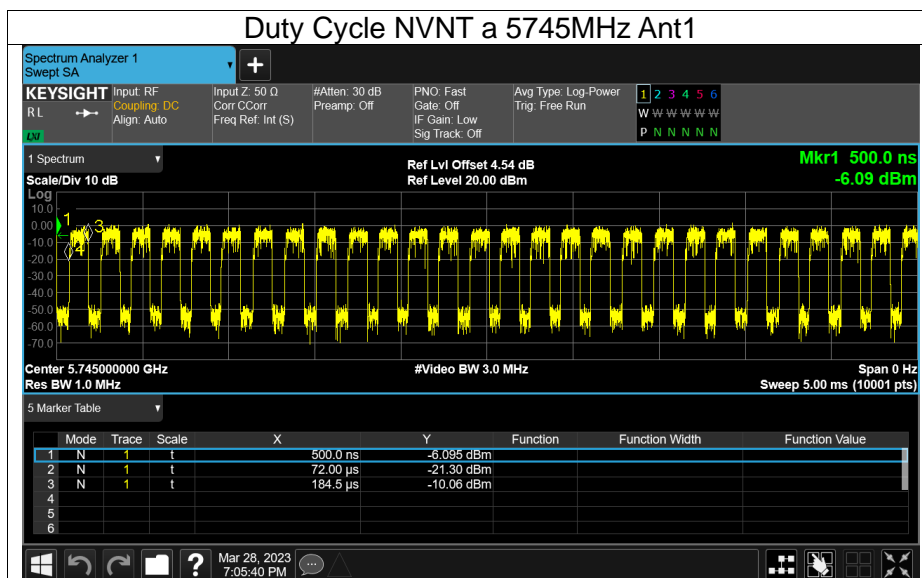 Duty Cycle NVNT a 5745MHz Ant1
Spectrum Analyzer 1
Swept SA
+
KEYSIGHT Input: RF Input Z: 50 Ω #Atten: 30 dB PNO: Fast Avg Type: Log-Power 1 2 3 4 5 6
R L Coupling: DC Corr CCorr Preamp: Off Gate: Off Trig: Free Run W W W W W W
Align: Auto Freq Ref: Int (S) IF Gain: Low P N N N N N
LXI Sig Track: Off
1 Spectrum Ref Lvl Offset 4.54 dB Mkr1 500.0 ns
Scale/Div 10 dB Ref Level 20.00 dBm -6.09 dBm
Log
10.0
0.00 1 3
-10.0 4
-20.0
-30.0
-40.0
-50.0
-60.0
-70.0
Center 5.745000000 GHz #Video BW 3.0 MHz Span 0 Hz
Res BW 1.0 MHz Sweep 5.00 ms (10001 pts)
5 Marker Table
Mode Trace Scale X Y Function Function Width Function Value
1 N 1 t 500.0 ns -6.095 dBm
2 N 1 t 72.00 µs -21.30 dBm
3 N 1 t 184.5 µs -10.06 dBm
4
5
6
? Mar 28, 2023
7:05:40 PM